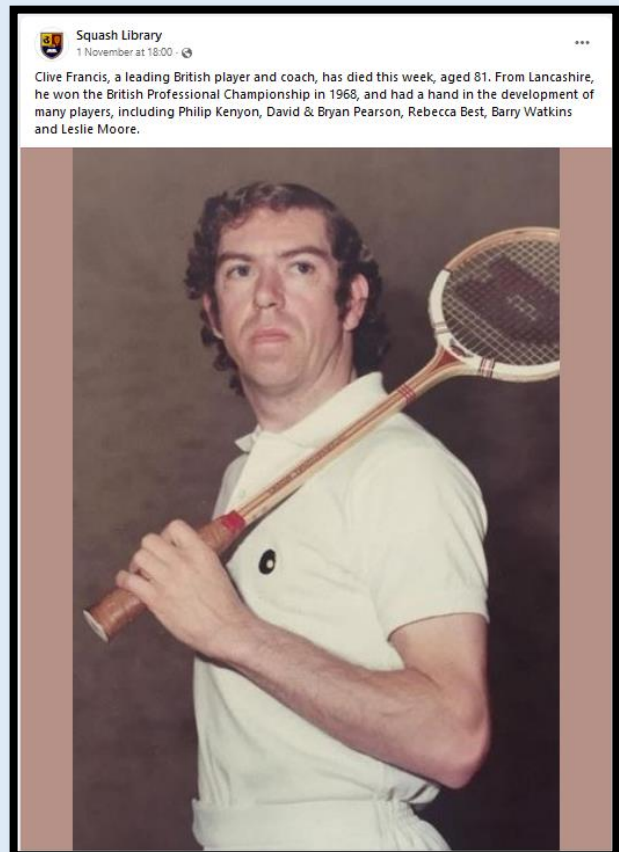 Squash Library
1 November at 18:00 ·
Clive Francis, a leading British player and coach, has died this week, aged 81. From Lancashire,
he won the British Professional Championship in 1968, and had a hand in the development of
many players, including Philip Kenyon, David & Bryan Pearson, Rebecca Best, Barry Watkins
and Leslie Moore.